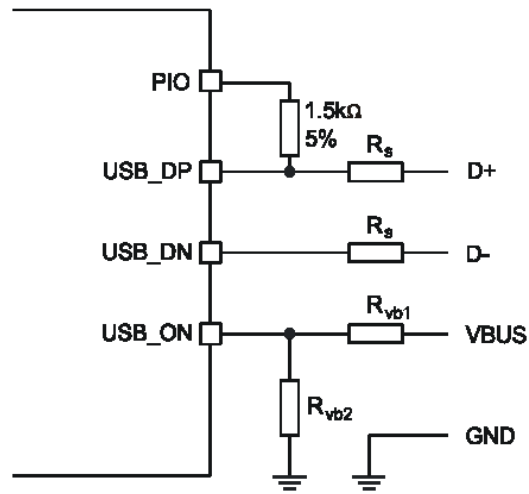 PIO
1.5kΩ
5%
USB_DP
Rs
D+
USB_DN
Rs
D-
USB_ON
Rvb1
VBUS
Rvb2
GND